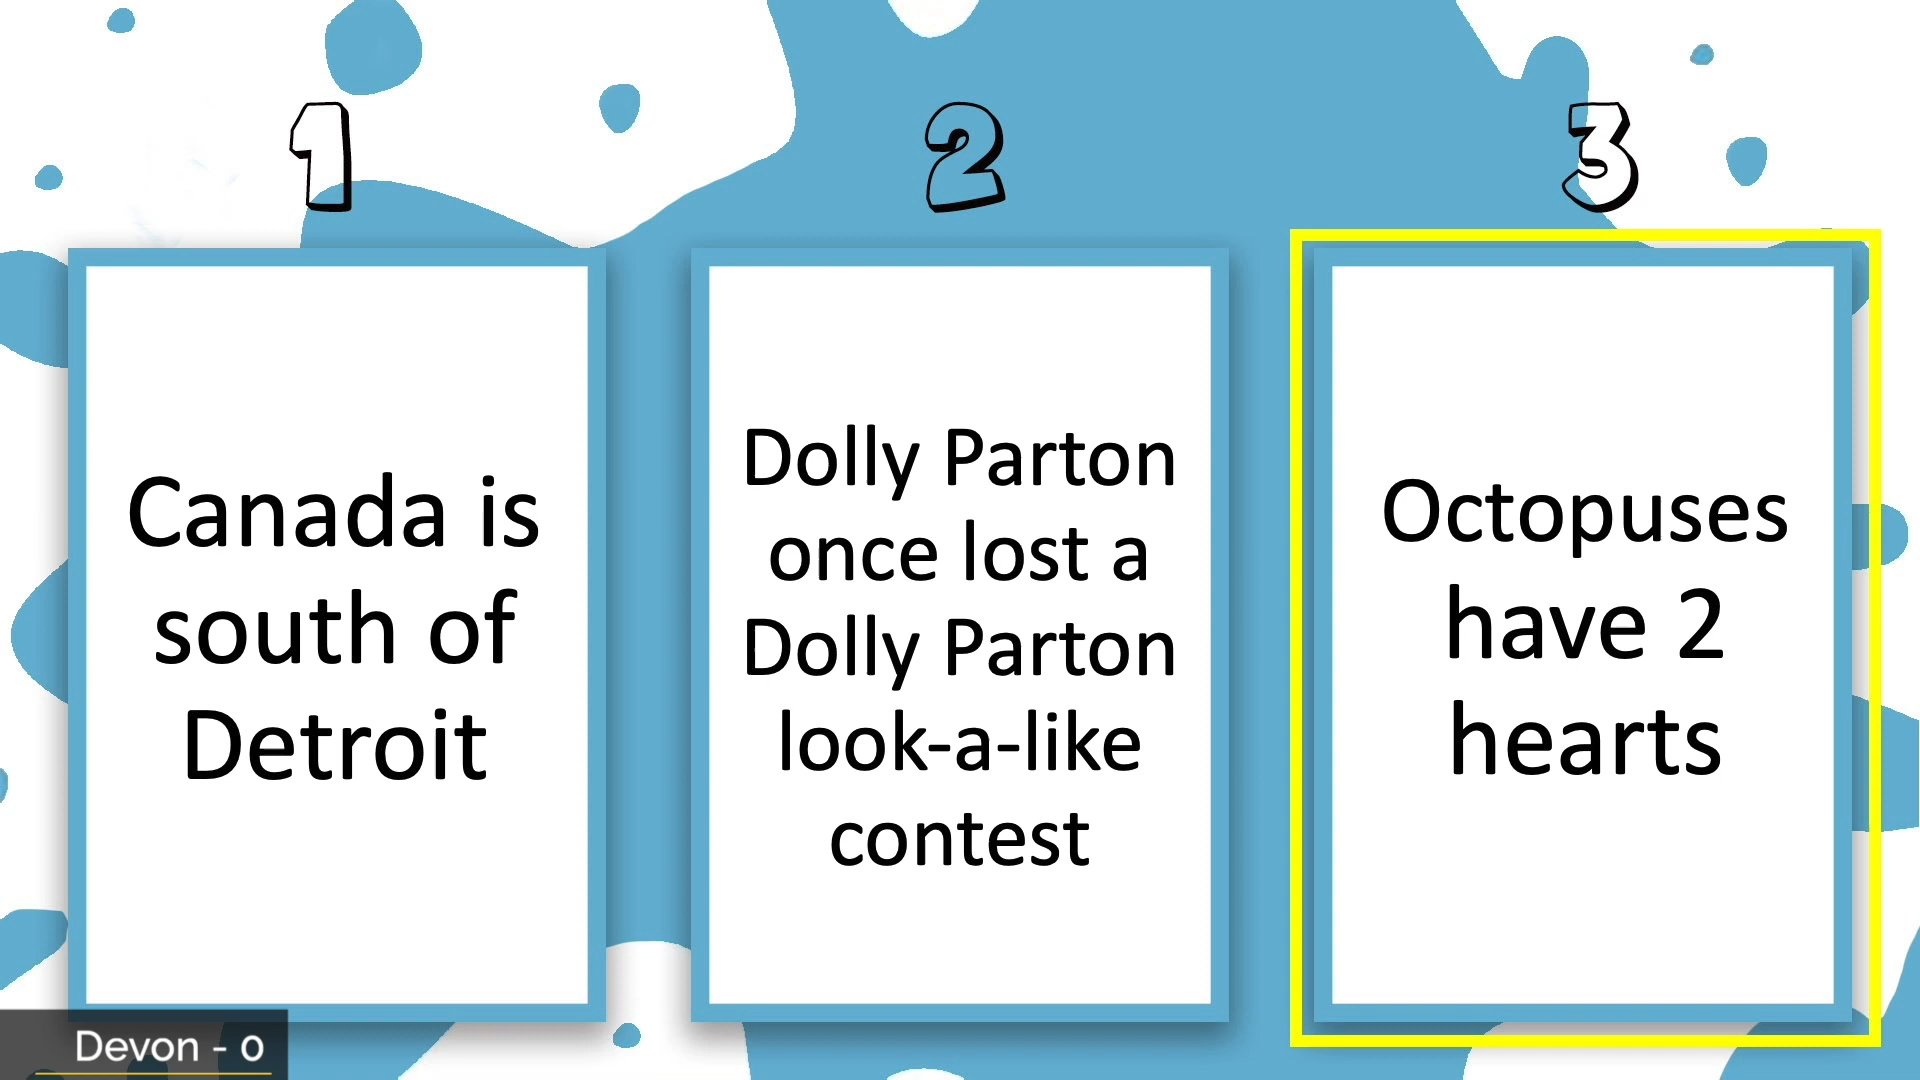 1
2
3
Canada is
south of
Detroit
Dolly Parton
once lost a
Dolly Parton
look-a-like
contest
Octopuses
have 2
hearts
Devon - 0